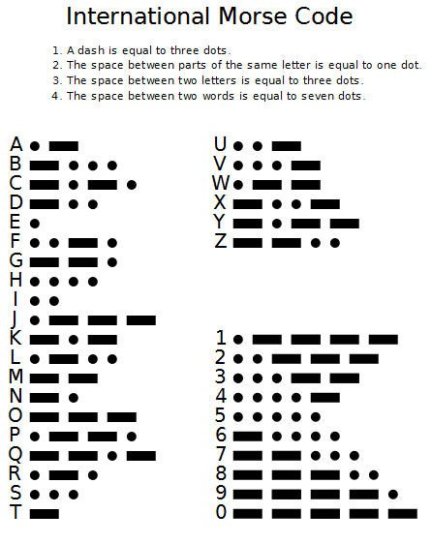 International Morse Code
1. A dash is equal to three dots.
2. The space between parts of the same letter is equal to one dot.
3. The space between two letters is equal to three dots.
4. The space between two words is equal to seven dots.
A
B
C
D
E
F
G
H
I
J
K
L
M
N
O
P
Q
R
S
T
U
V
W
X
Y
Z
1
2
3
4
5
6
7
8
9
0